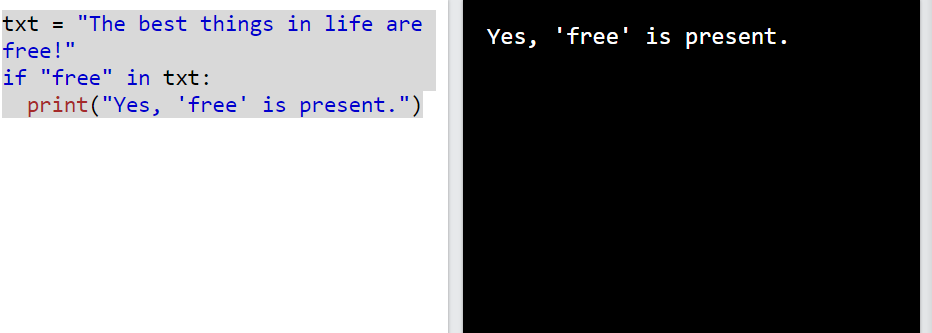 txt = "The best things in life are
free!"
if "free" in txt:
  print("Yes, 'free' is present.")
Yes, 'free' is present.